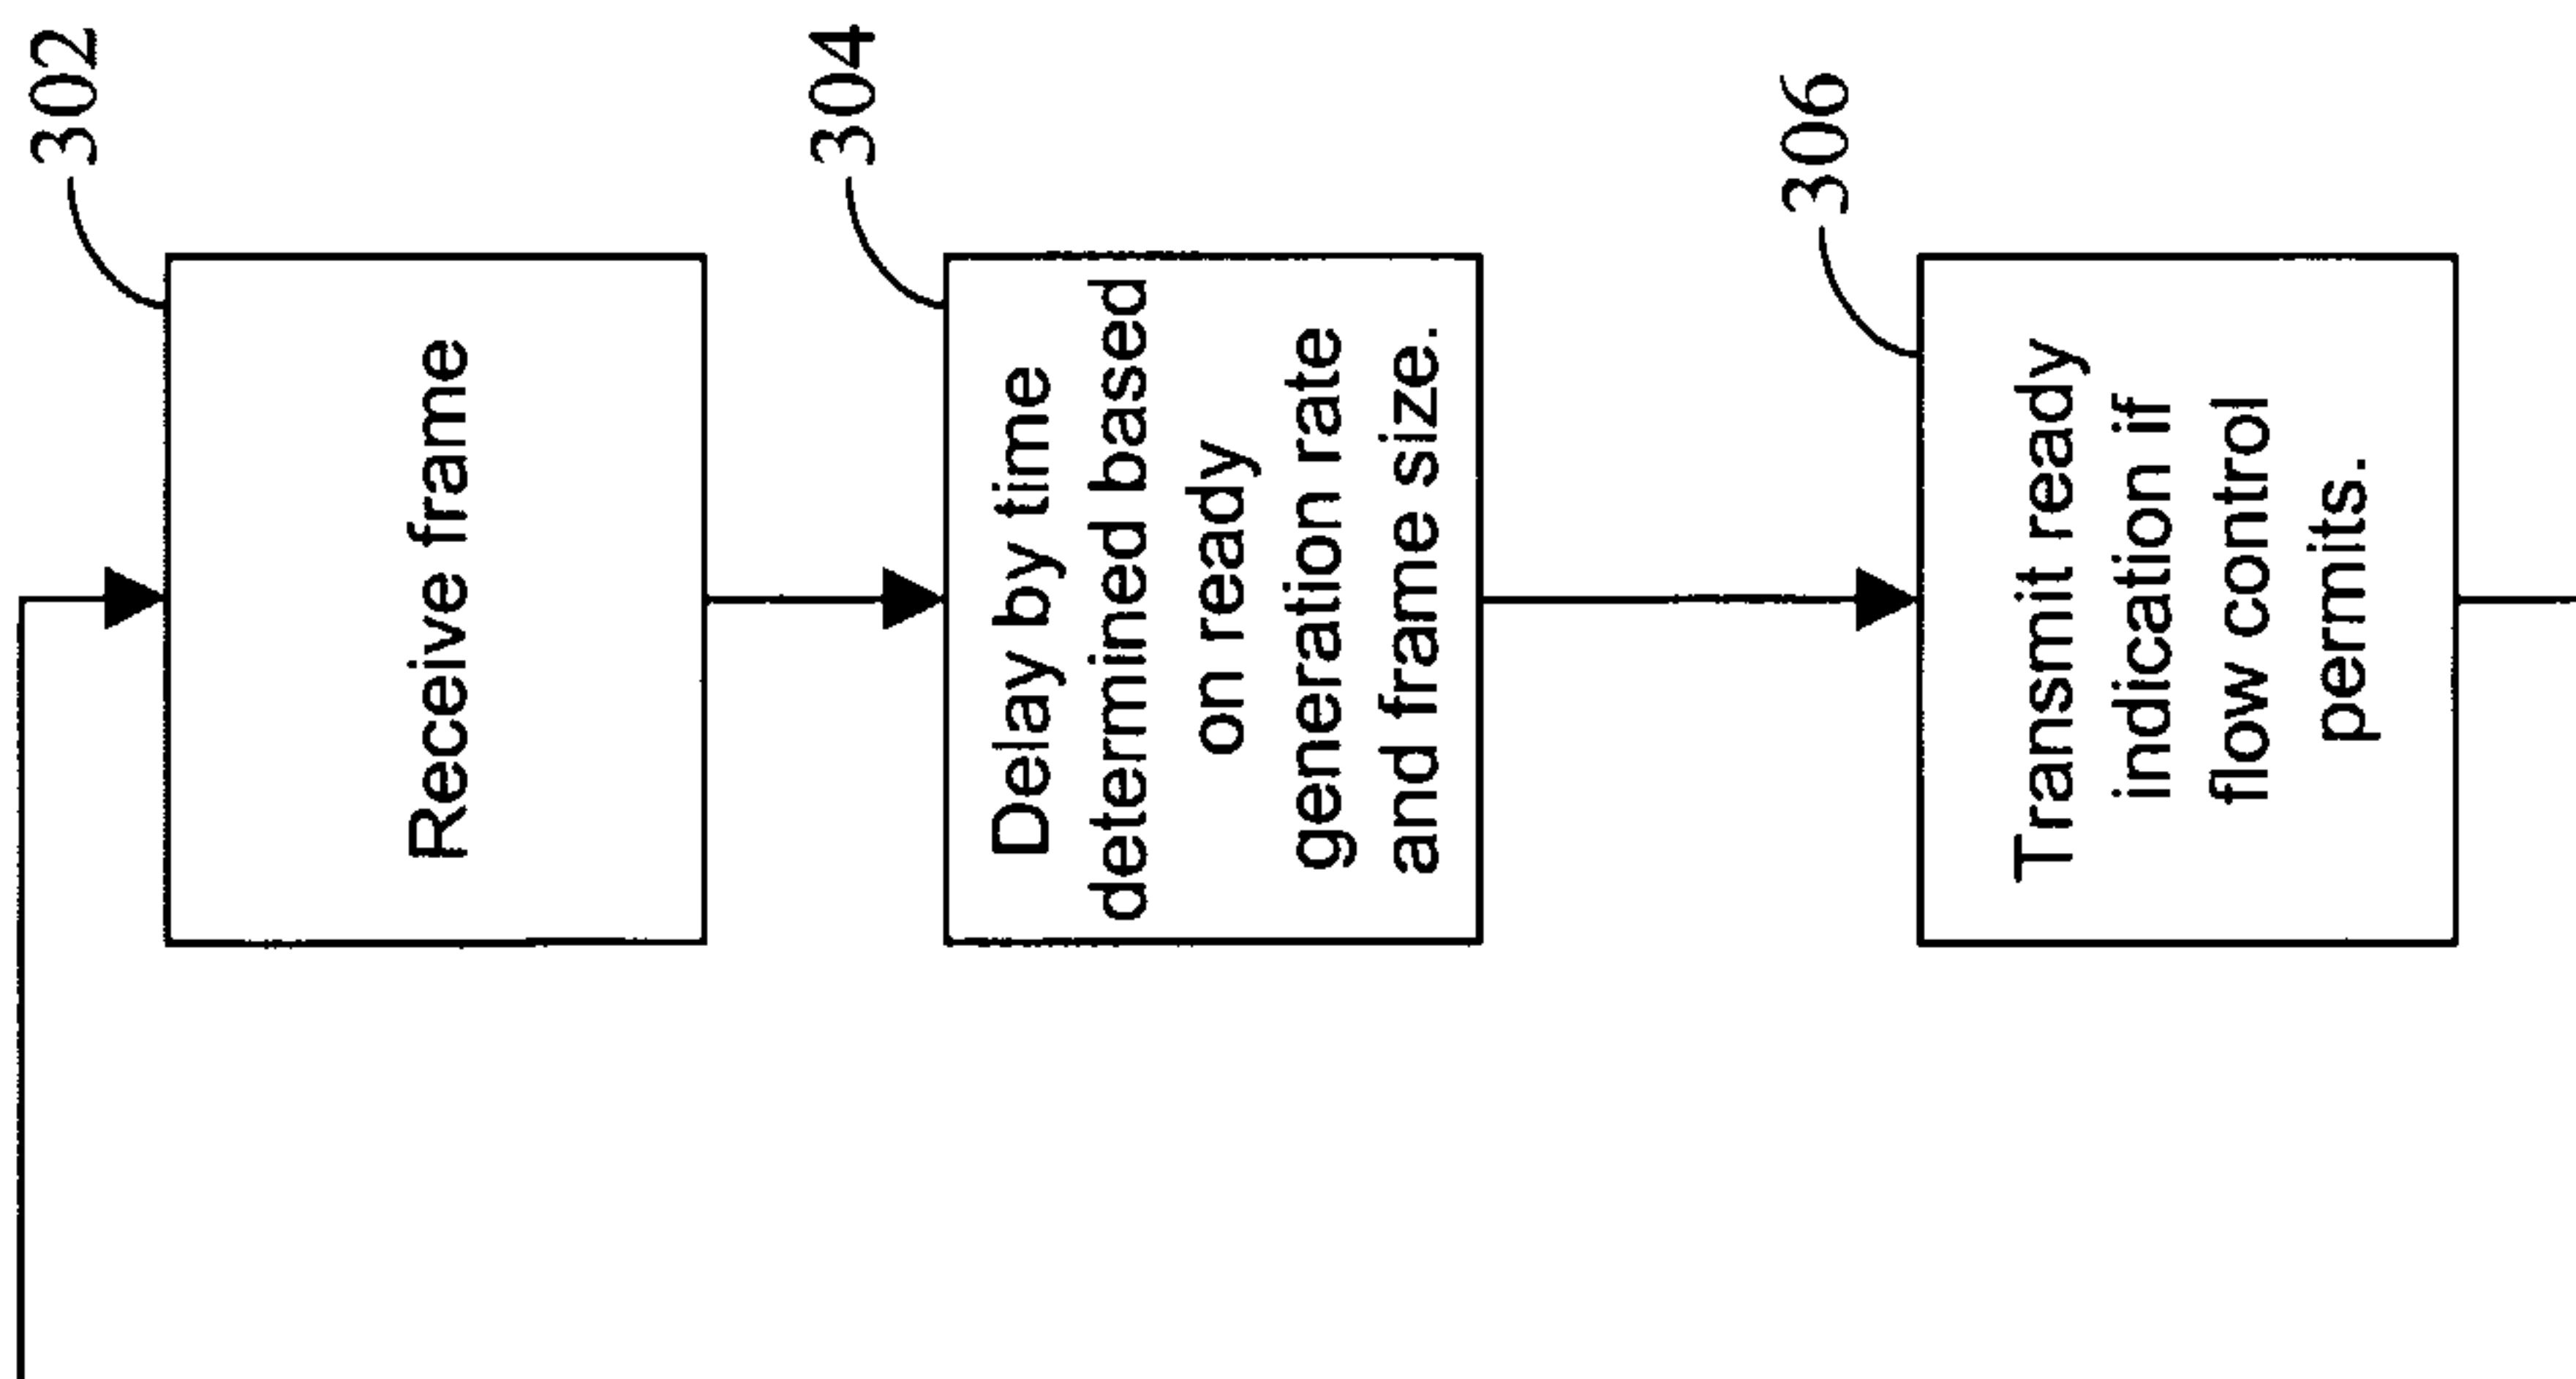 302
Receive frame
304
Delay by time
determined based
on ready
generation rate
and frame size.
306
Transmit ready
indication if
flow control
permits.